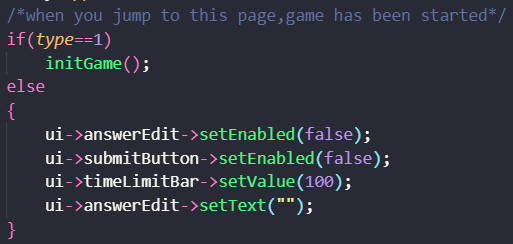 /*when you jump to this page,game has been started*/
if(type==1)
    initGame();
else
{
    ui->answerEdit->setEnabled(false);
    ui->submitButton->setEnabled(false);
    ui->timeLimitBar->setValue(100);
    ui->answerEdit->setText("");
}